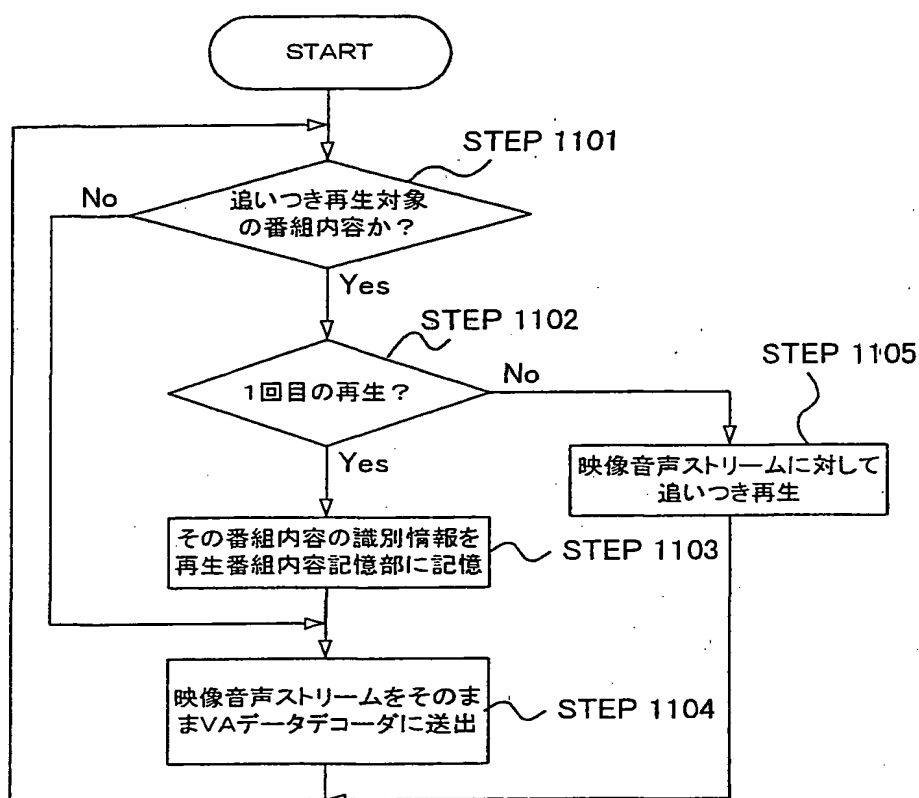 START
STEP 1101
No
追いつき再生対象
の番組内容か?
Yes
STEP 1102
1回目の再生?
No
STEP 1105
Yes
映像音声ストリームに対して
追いつき再生
その番組内容の識別情報を
再生番組内容記憶部に記憶
STEP 1103
映像音声ストリームをそのま
まVAデータデコーダに送出
STEP 1104